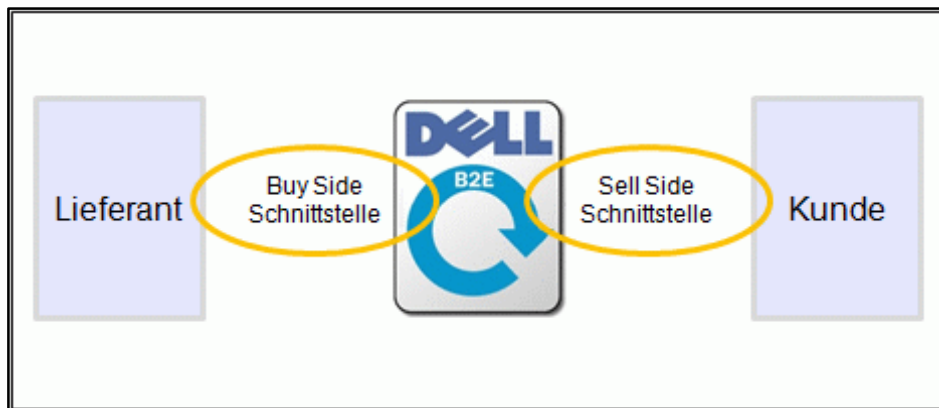 Lieferant
Buy Side
Schnittstelle
DELL
B2E
Sell Side
Schnittstelle
Kunde